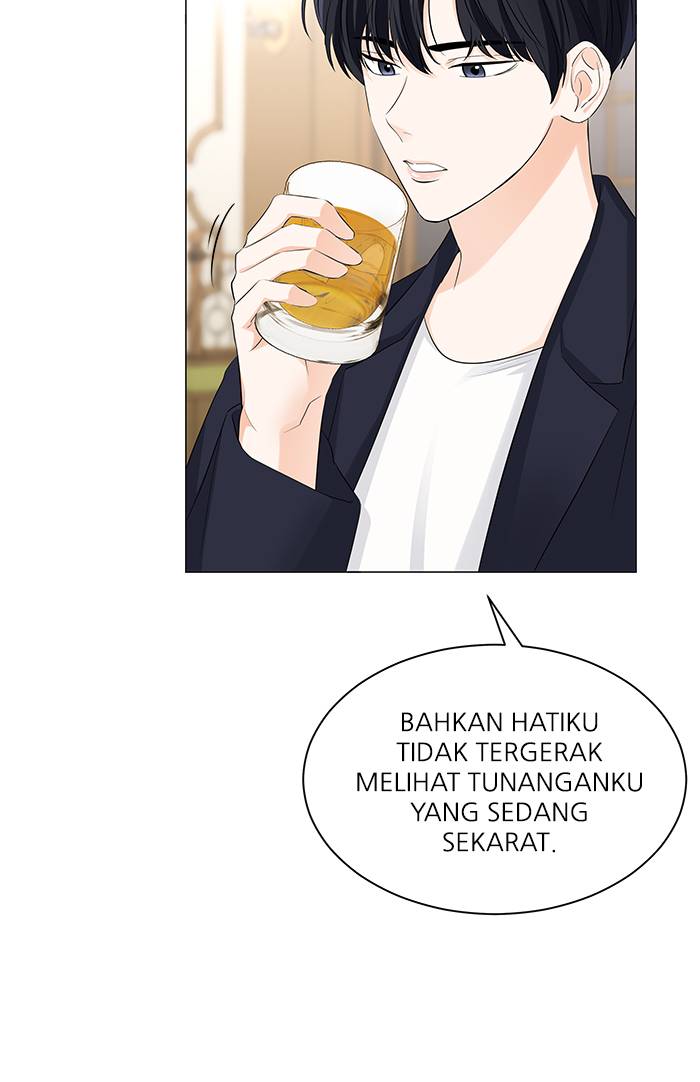 BAHKAN HATIKU
TIDAK TERGERAK
MELIHAT TUNANGANKU
YANG SEDANG
SEKARAT.